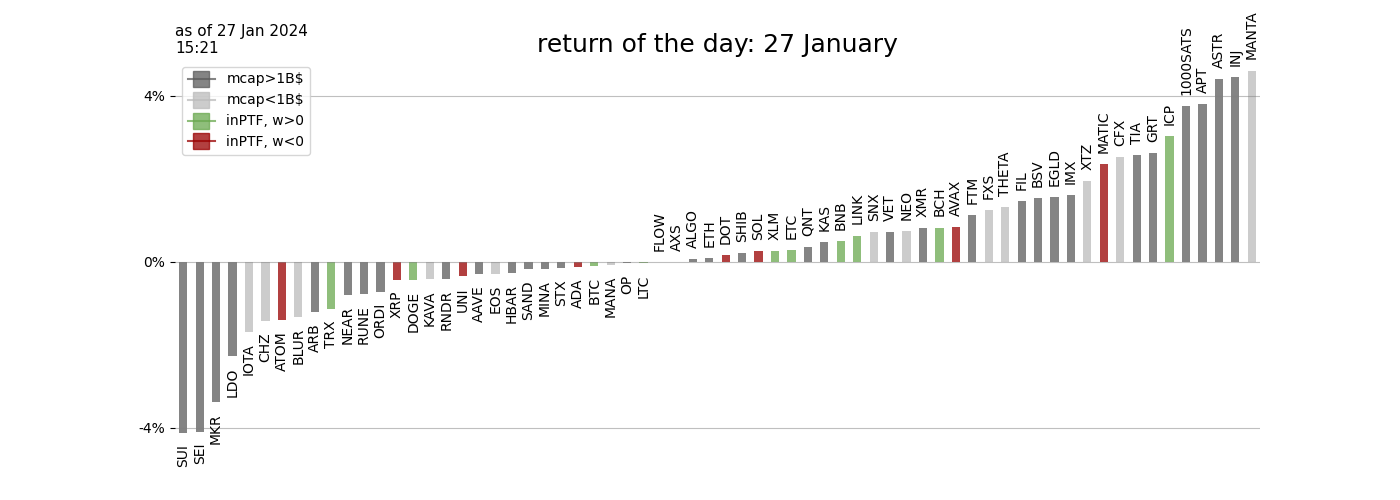 as of 27 Jan 2024
15:21
return of the day: 27 January
mcap>1B$
mcap<1B$
inPTF, w>0
inPTF, w<0
4%
0%
-4%
SUI
SEI
MKR
LDO
IOTA
CHZ
ATOM
BLUR
ARB
TRX
NEAR
RUNE
ORDI
XRP
DOGE
KAVA
RNDR
UNI
AAVE
EOS
HBAR
SAND
MINA
STX
ADA
BTC
MANA
OP
LTC
FLOW
AXS
ALGO
ETH
DOT
SHIB
SOL
XLM
ETC
QNT
KAS
BNB
LINK
SNX
VET
NEO
XMR
BCH
AVAX
FTM
FXS
THETA
FIL
BSV
EGLD
IMX
XTZ
MATIC
CFX
TIA
GRT
ICP
1000SATS
APT
ASTR
INJ
MANTA